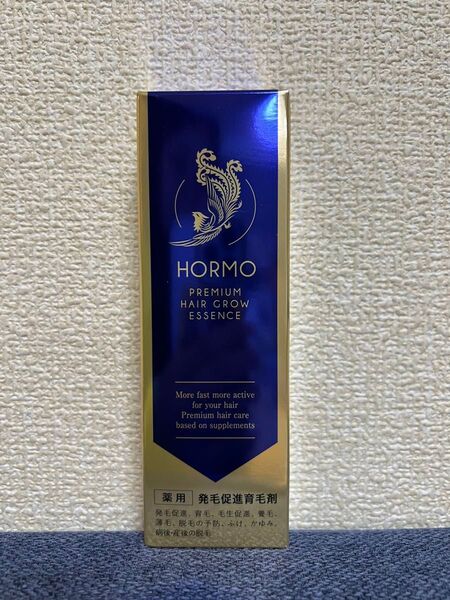 HORMO
PREMIUM
HAIR GROW
ESSENCE
More fast more active
for your hair
Premium hair care
based on supplements
薬用 発毛促進育毛剤
発毛促進、育毛、毛生促進、養毛、
薄毛、脱毛の予防、ふけ、かゆみ、
病後・産後の脱毛